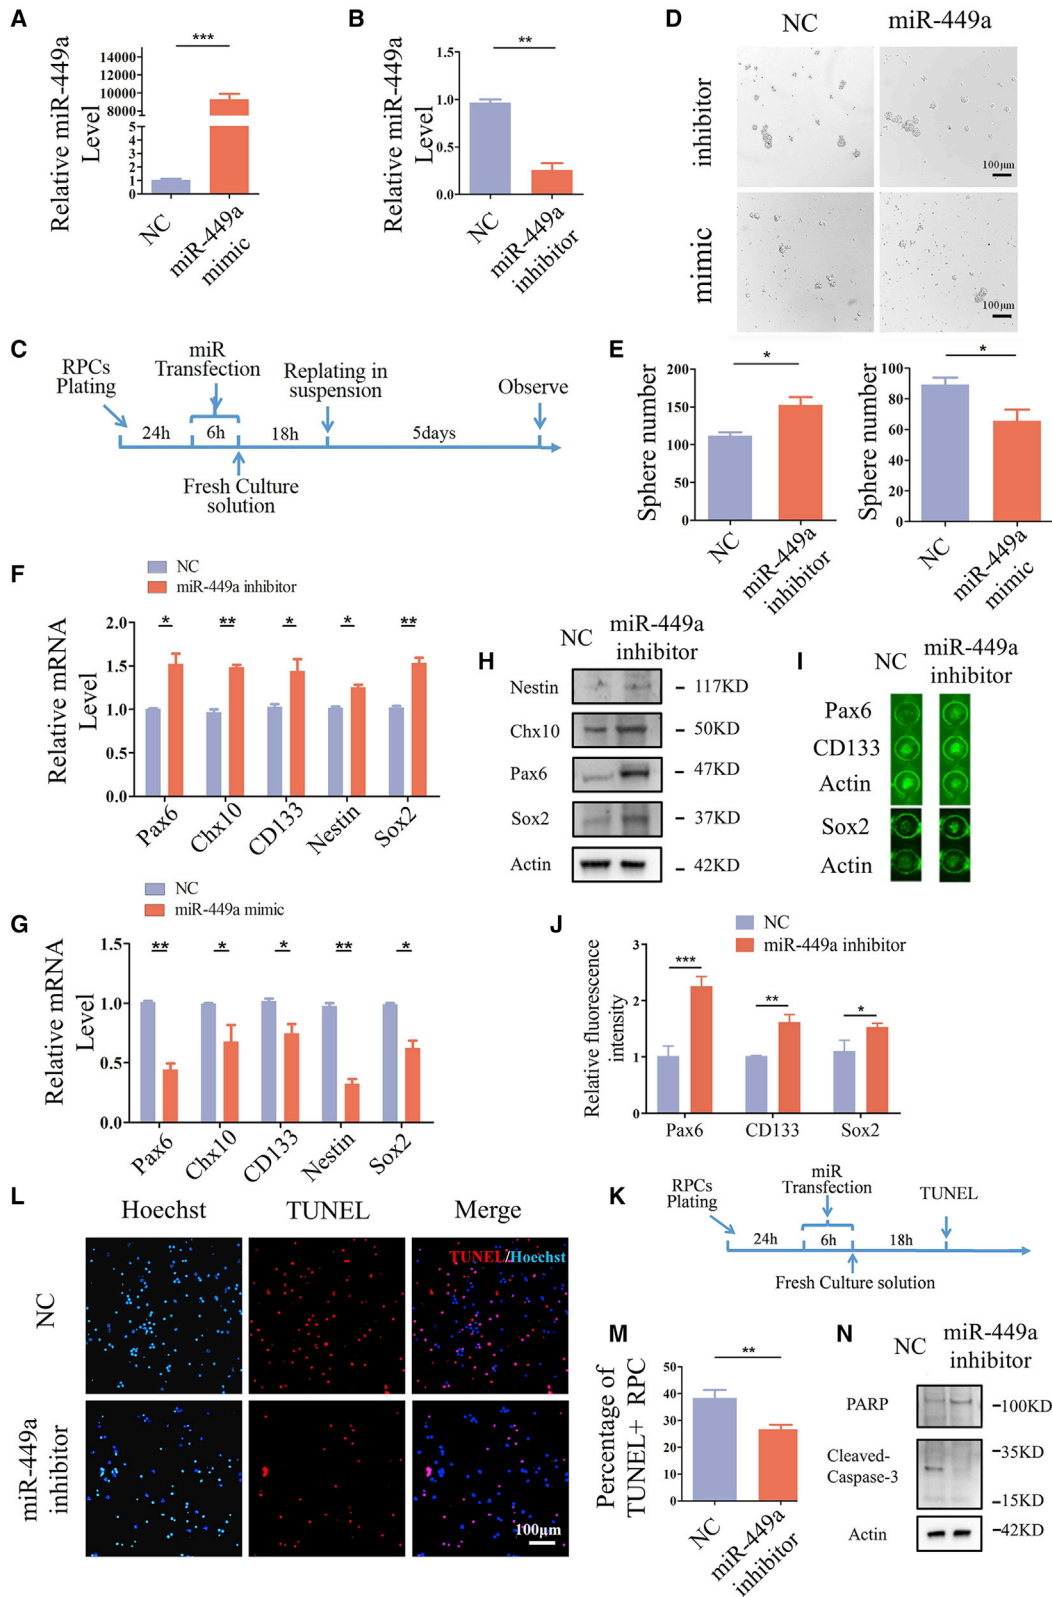 A
Relative miR-449a
Level
14000
12000
10000
8000
5
4
3
2
1
0
***
NC
miR-449a
mimic
B
Relative miR-449a
Level
1.5
1.0
0.5
0.0
**
NC
miR-449a
inhibitor
D
NC
miR-449a
inhibitor
100μm
mimic
100μm
C
RPCs
Plating
miR
Transfection
Replating in
suspension
Observe
24h
6h
18h
5days
Fresh Culture
solution
E
Sphere number
200
150
100
50
0
*
NC
miR-449a
inhibitor
Sphere number
100
80
60
40
20
0
*
NC
miR-449a
mimic
F
NC
miR-449a inhibitor
Relative mRNA
Level
2.0
1.5
1.0
0.5
0.0
* ** * * **
Pax6
Chx10
CD133
Nestin
Sox2
H
NC
miR-449a
inhibitor
Nestin
117KD
Chx10
50KD
Pax6
47KD
Sox2
37KD
Actin
42KD
I
NC
miR-449a
inhibitor
Pax6
CD133
Actin
Sox2
Actin
G
NC
miR-449a mimic
Relative mRNA
Level
1.5
1.0
0.5
0.0
** * * ** *
Pax6
Chx10
CD133
Nestin
Sox2
J
NC
miR-449a inhibitor
Relative fluorescence
intensity
3
2
1
0
*** ** *
Pax6
CD133
Sox2
L
Hoechst
TUNEL
Merge
TUNEL/Hoechst
NC
miR-449a
inhibitor
100μm
K
RPCs
Plating
miR
Transfection
TUNEL
24h
6h
18h
Fresh Culture solution
M
Percentage of
TUNEL+ RPC
50
40
30
20
10
0
**
NC
miR-449a
inhibitor
N
NC
miR-449a
inhibitor
PARP
100KD
Cleaved-
Caspase-3
35KD
15KD
Actin
42KD